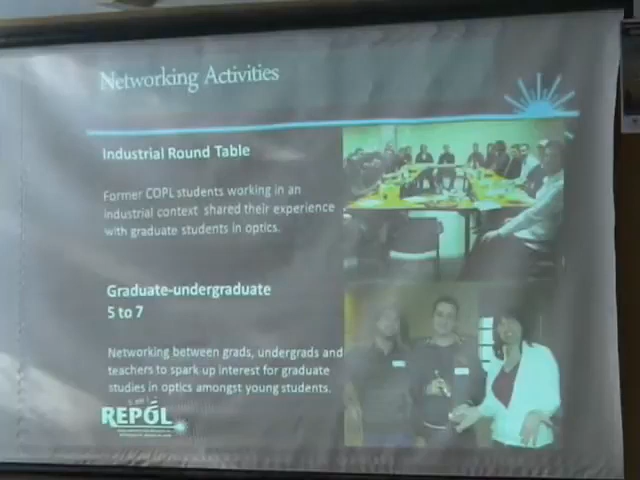 Networking Activities
Industrial Round Table
Former COPL students working in an
industrial context shared their experience
with graduate students in optics.
Graduate-undergraduate
5 to 7
Networking between grads, undergrads and
teachers to spark up interest for graduate
studies in optics amongst young students.
REPÖL